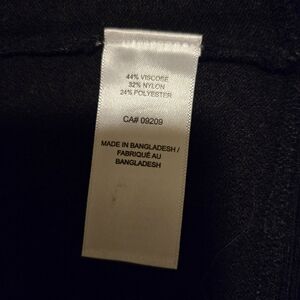 44% VISCOSE
32% NYLON
24% POLYESTER
CA# 09209
MADE IN BANGLADESH /
FABRIQUÉ AU
BANGLADESH